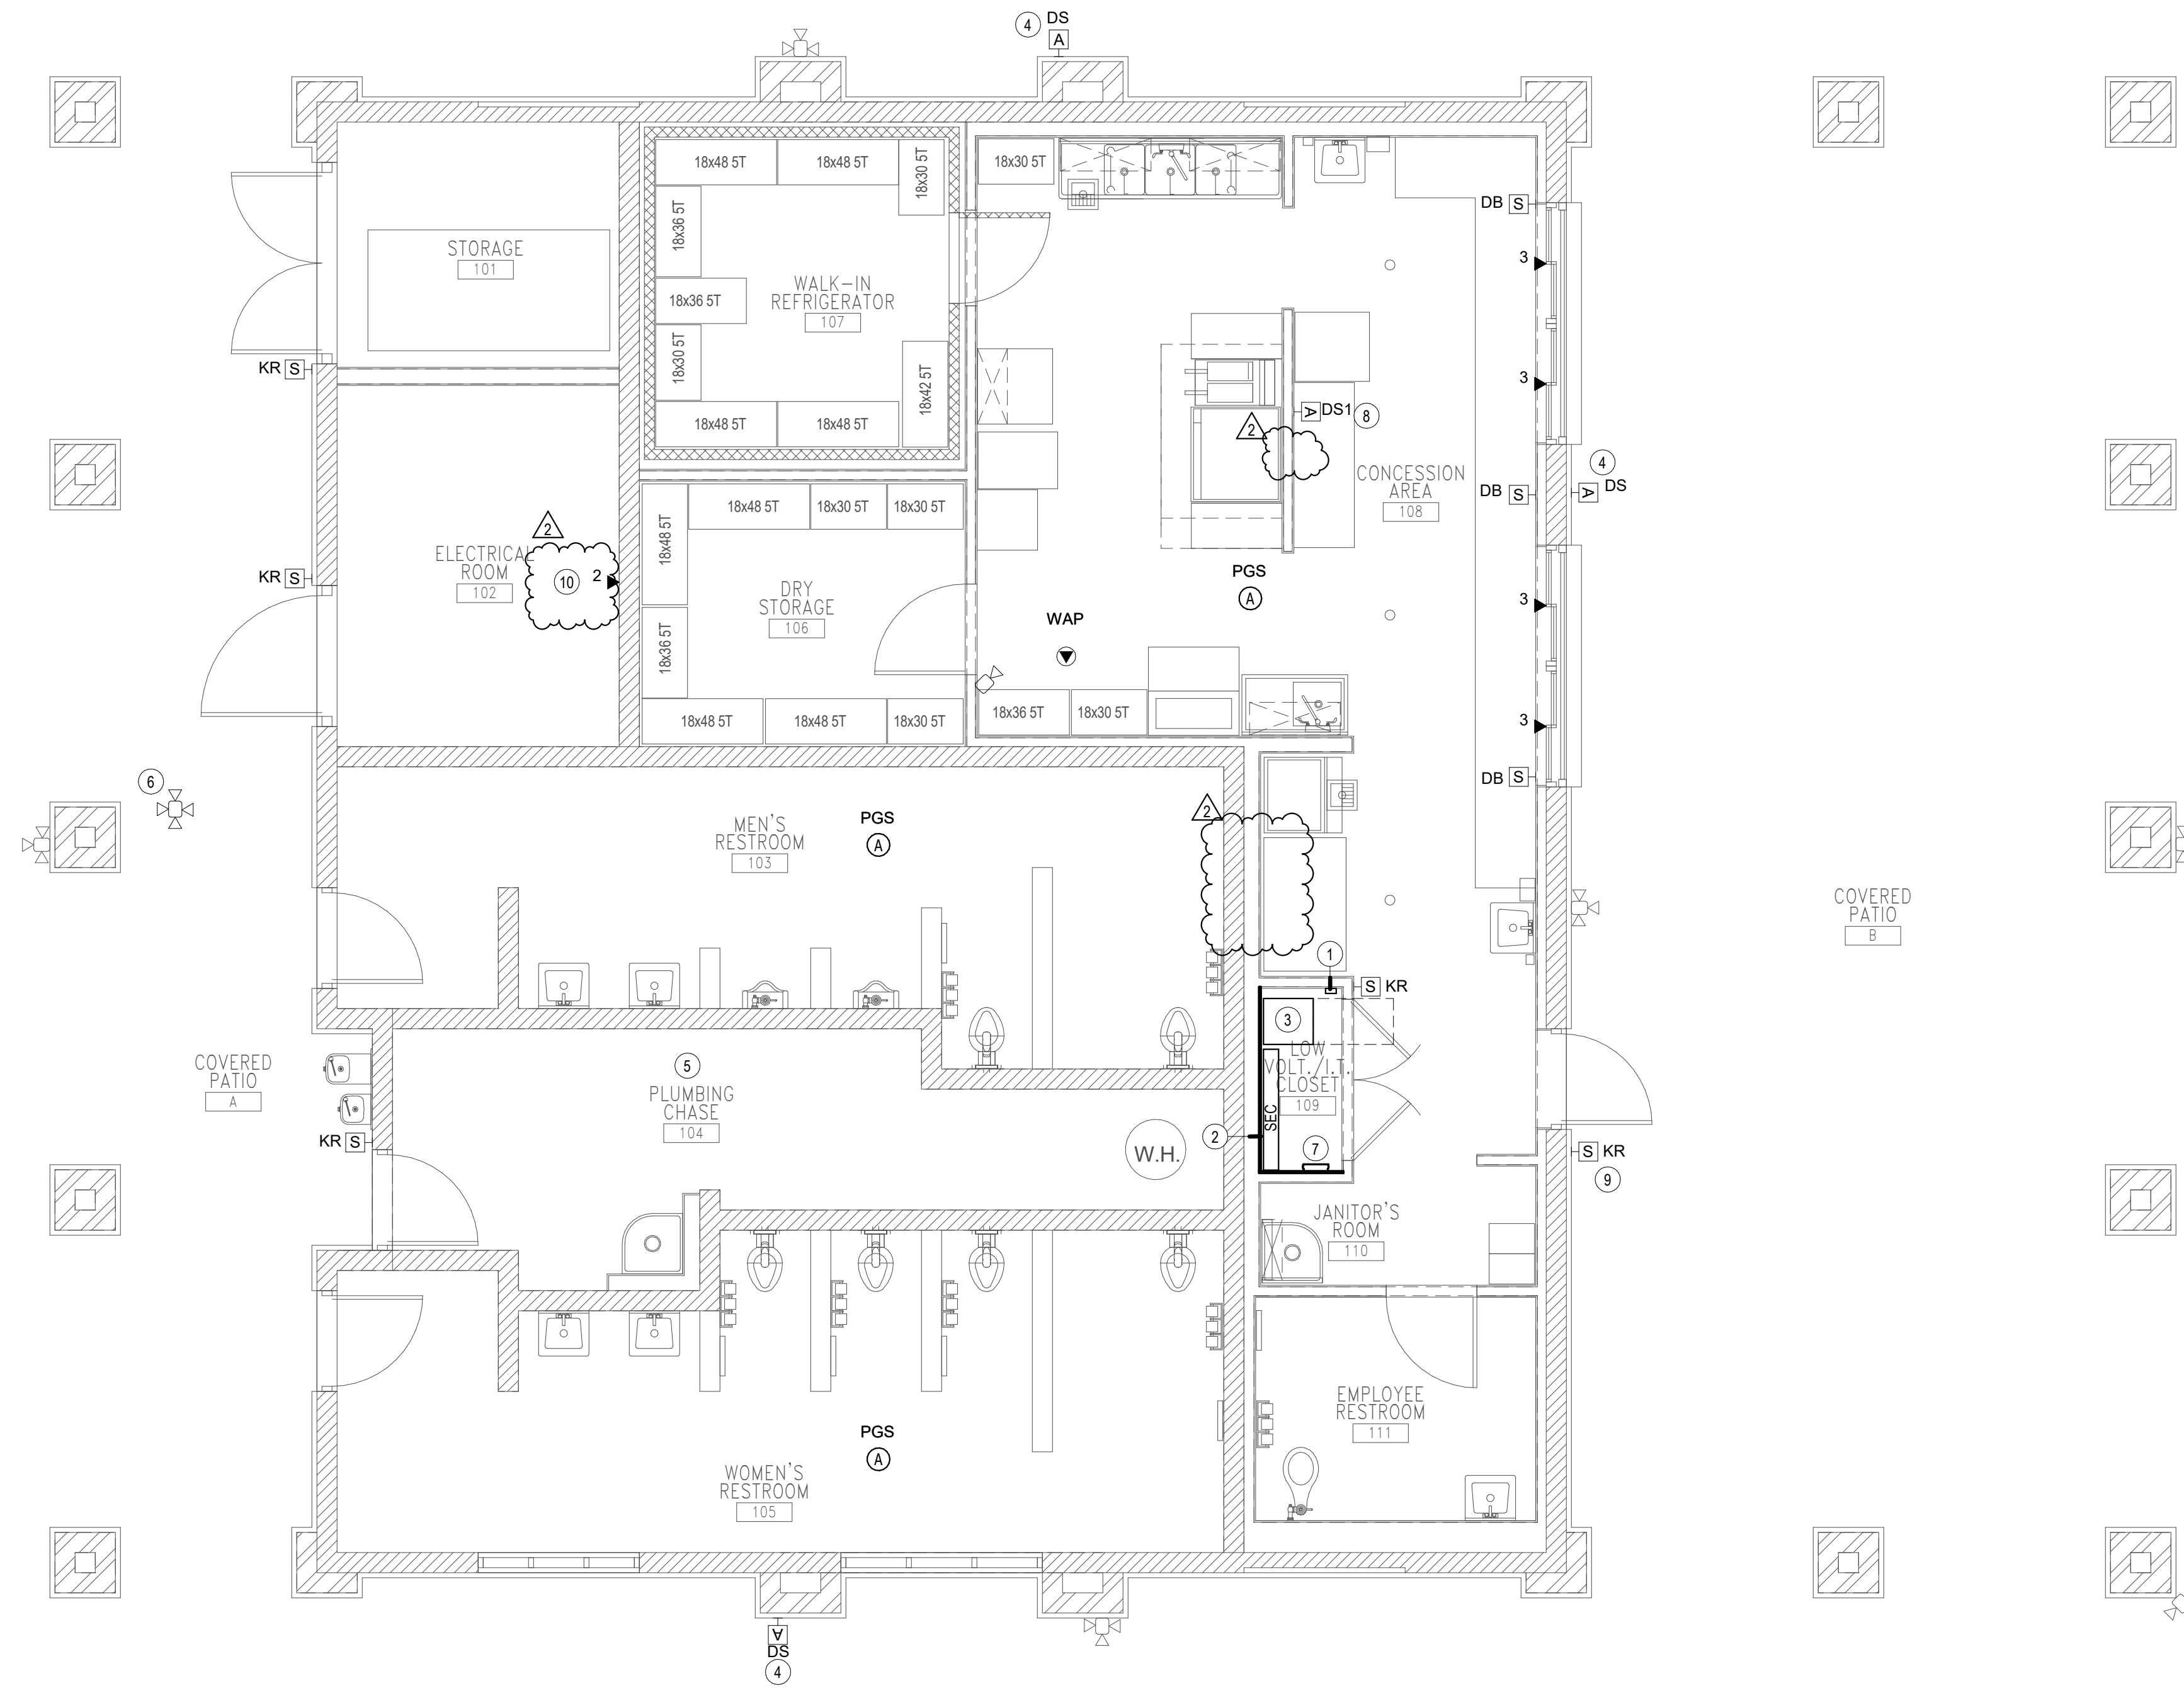 4 DS
A
18x48 5T
18x48 5T
18x30 5T
18x30 5T
DB S
18x36 5T
STORAGE
101
3
WALK-IN
REFRIGERATOR
107
18x36 5T
KR S
18x30 5T
18x42 5T
3
18x48 5T
18x48 5T
A DS1 8
2
4
A DS
CONCESSION
AREA
108
DB S
18x48 5T
18x48 5T
18x30 5T
18x30 5T
2
ELECTRICAL
ROOM
102
10 2
KR S
DRY
STORAGE
106
PGS
A
3
WAP
18x36 5T
18x48 5T
18x48 5T
18x30 5T
18x36 5T
18x30 5T
3
6
DB S
2
MEN'S
RESTROOM
103
PGS
A
COVERED
PATIO
B
1
S KR
3
LOW
VOLT./I.T.
CLOSET
109
SEC
COVERED
PATIO
A
5
PLUMBING
CHASE
104
KR S
W.H.
2
7
S KR
9
JANITOR'S
ROOM
110
EMPLOYEE
RESTROOM
111
PGS
A
WOMEN'S
RESTROOM
105
A
DS
4